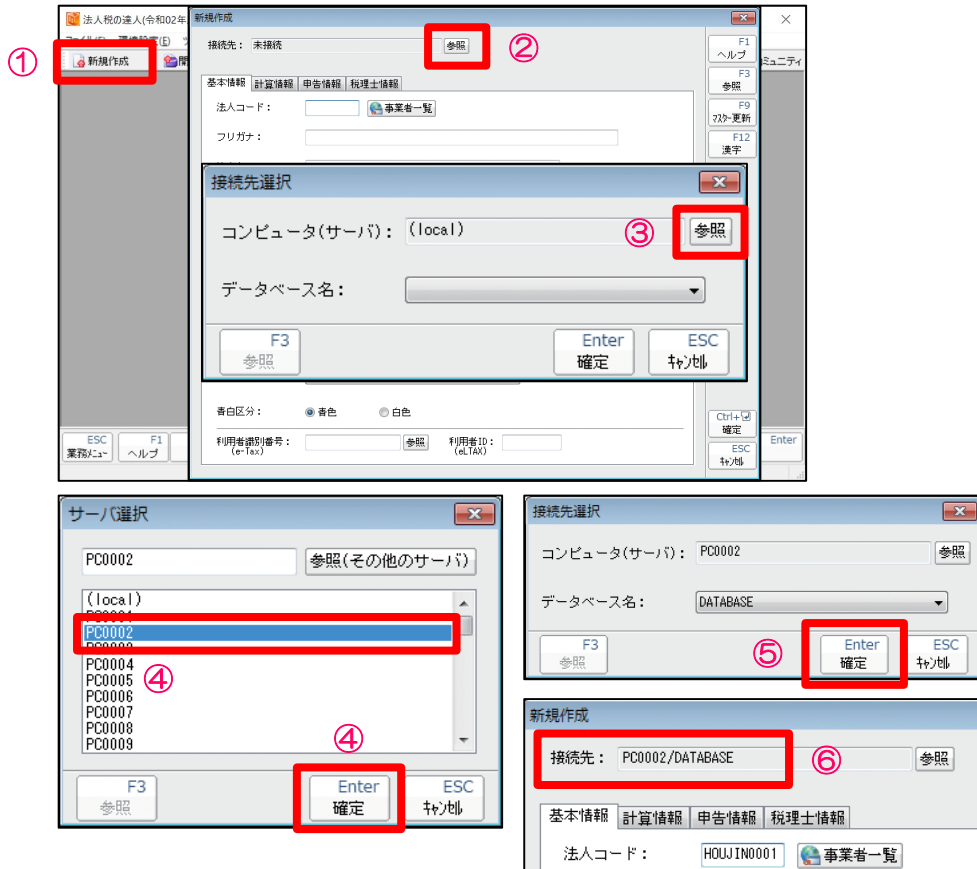 法人税の達人(令和02年
①
新規作成
新規作成
接続先： 未接続
参照
②
基本情報 計算情報 申告情報 税理士情報
法人コード：
事業者一覧
フリガナ：
F1
ヘルプ
F3
参照
F9
ﾏｽﾀｰ更新
F12
漢字
ミュニティ
接続先選択
コンピュータ(サーバ)： (local)
③
参照
データベース名：
F3
参照
Enter
確定
ESC
ｷｬﾝｾﾙ
青白区分： 青色 白色
利用者識別番号：
(e-Tax)
参照
利用者ID：
(eLTAX)
Ctrl+
確定
ESC
ｷｬﾝｾﾙ
ESC
業務ﾒﾆｭｰ
F1
ヘルプ
Enter
サーバ選択
PC0002
参照(その他のサーバ)
(local)
PC0002
PC0004
PC0005
PC0006
PC0007
PC0008
PC0009
④
④
F3
参照
Enter
確定
ESC
ｷｬﾝｾﾙ
接続先選択
コンピュータ(サーバ)： PC0002
参照
データベース名： DATABASE
F3
参照
⑤
Enter
確定
ESC
ｷｬﾝｾﾙ
新規作成
接続先： PC0002/DATABASE
⑥
参照
基本情報 計算情報 申告情報 税理士情報
法人コード： HOUJIN0001 事業者一覧